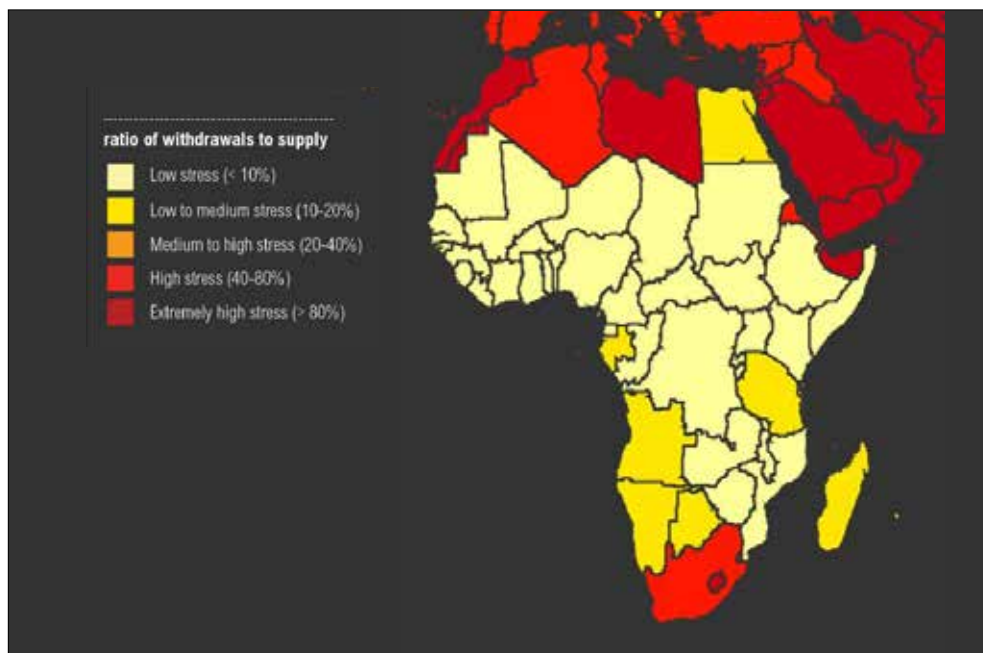 ratio of withdrawals to supply
Low stress (< 10%)
Low to medium stress (10-20%)
Medium to high stress (20-40%)
High stress (40-80%)
Extremely high stress (> 80%)